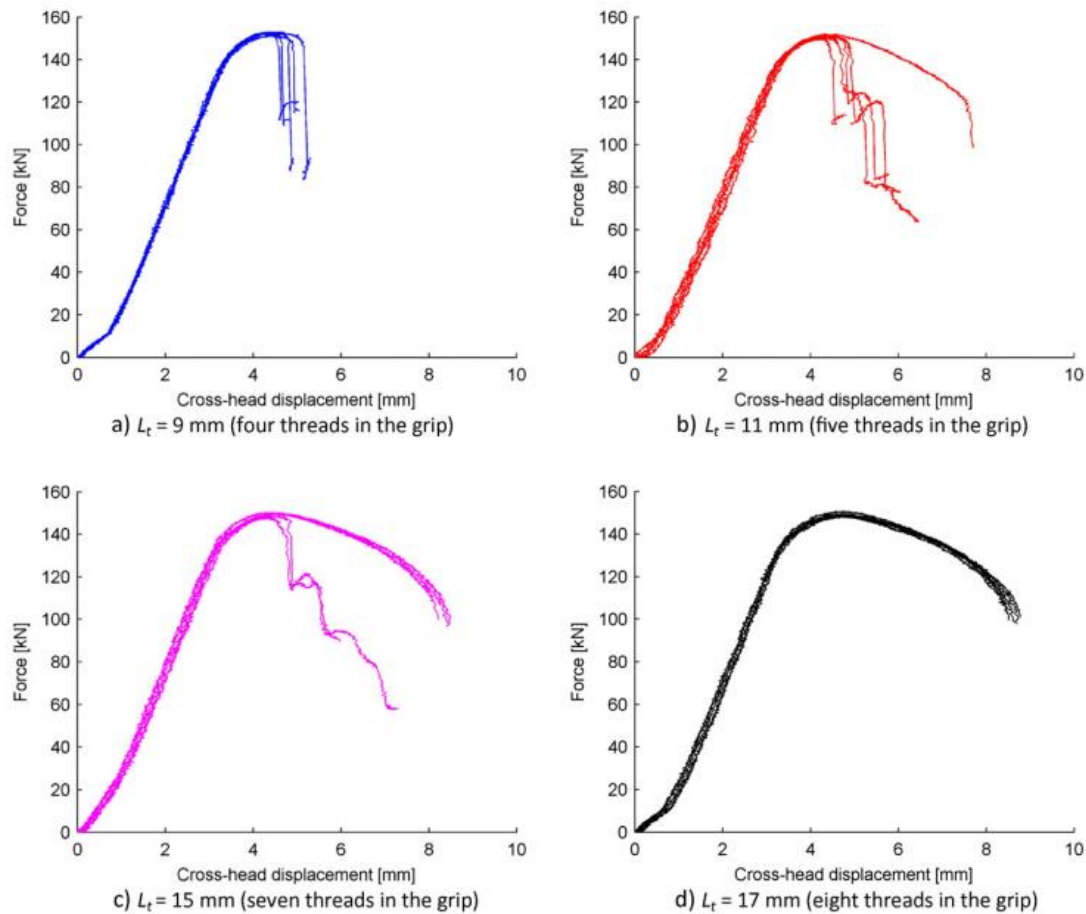 160
140
120
100
80
60
40
20
0
Force [kN]
0 2 4 6 8 10
Cross-head displacement [mm]
a) Lt = 9 mm (four threads in the grip)
160
140
120
100
80
60
40
20
0
Force [kN]
0 2 4 6 8 10
Cross-head displacement [mm]
b) Lt = 11 mm (five threads in the grip)
160
140
120
100
80
60
40
20
0
Force [kN]
0 2 4 6 8 10
Cross-head displacement [mm]
c) Lt = 15 mm (seven threads in the grip)
160
140
120
100
80
60
40
20
0
Force [kN]
0 2 4 6 8 10
Cross-head displacement [mm]
d) Lt = 17 mm (eight threads in the grip)